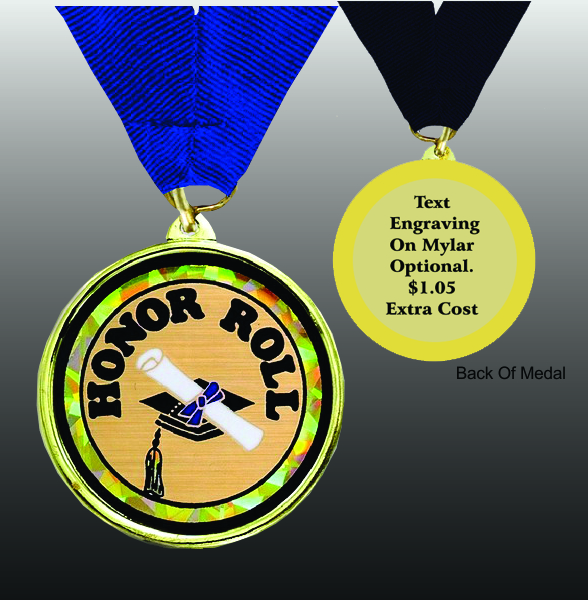 HONOR ROLL
Text
Engraving
On Mylar
Optional.
$1.05
Extra Cost
Back Of Medal